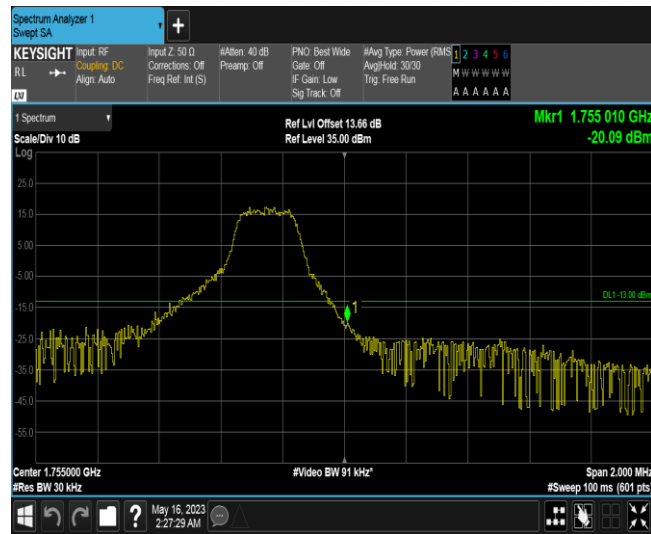 Spectrum Analyzer 1
Swept SA
+
KEYSIGHT
RL
LXI
Input: RF
Coupling: DC
Align: Auto
Input Z: 50 Ω
Corrections: Off
Freq Ref: Int (S)
#Atten: 40 dB
Preamp: Off
PNO: Best Wide
Gate: Off
IF Gain: Low
Sig Track: Off
#Avg Type: Power (RMS
Avg|Hold: 30/30
Trig: Free Run
1 2 3 4 5 6
M W W W W W
A A A A A A
1 Spectrum
Scale/Div 10 dB
Log
Ref Lvl Offset 13.66 dB
Ref Level 35.00 dBm
Mkr1 1.755 010 GHz
-20.09 dBm
25.0
15.0
5.00
-5.00
-15.0
-25.0
-35.0
-45.0
-55.0
1
DL1 -13.00 dBm
Center 1.755000 GHz
#Res BW 30 kHz
#Video BW 91 kHz*
Span 2.000 MHz
#Sweep 100 ms (601 pts
?
May 16, 2023
2:27:29 AM